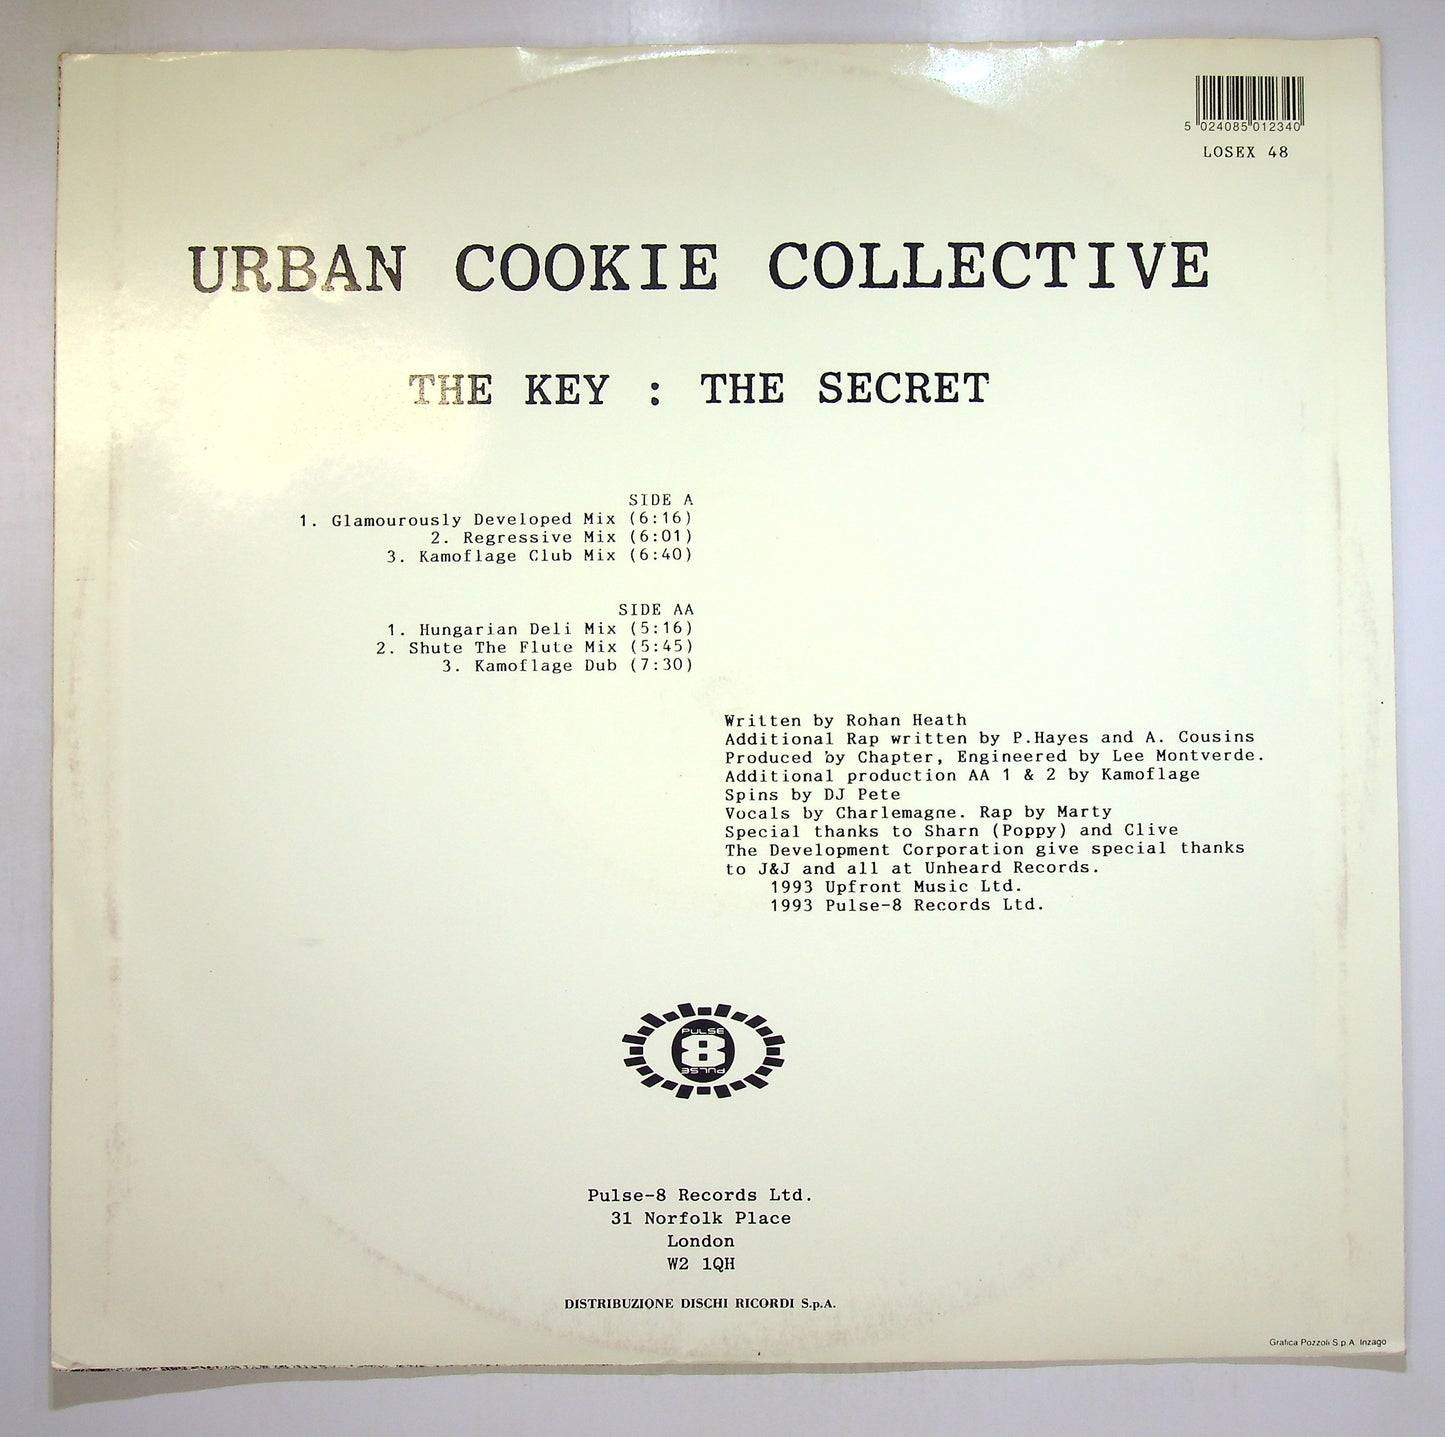 5 024085 012340
LOSEX 48
URBAN COOKIE COLLECTIVE
THE KEY : THE SECRET
SIDE A
1. Glamourously Developed Mix (6:16)
2. Regressive Mix (6:01)
3. Kamoflage Club Mix (6:40)
SIDE AA
1. Hungarian Deli Mix (5:16)
2. Shute The Flute Mix (5:45)
3. Kamoflage Dub (7:30)
Written by Rohan Heath
Additional Rap written by P.Hayes and A. Cousins
Produced by Chapter, Engineered by Lee Montverde.
Additional production AA 1 & 2 by Kamoflage
Spins by DJ Pete
Vocals by Charlemagne. Rap by Marty
Special thanks to Sharn (Poppy) and Clive
The Development Corporation give special thanks
to J&J and all at Unheard Records.
1993 Upfront Music Ltd.
1993 Pulse-8 Records Ltd.
PULSE
8
PULSE
Pulse-8 Records Ltd.
31 Norfolk Place
London
W2 1QH
DISTRIBUZIONE DISCHI RICORDI S.p.A.
Grafica Pozzoli S.p.A. Inzago